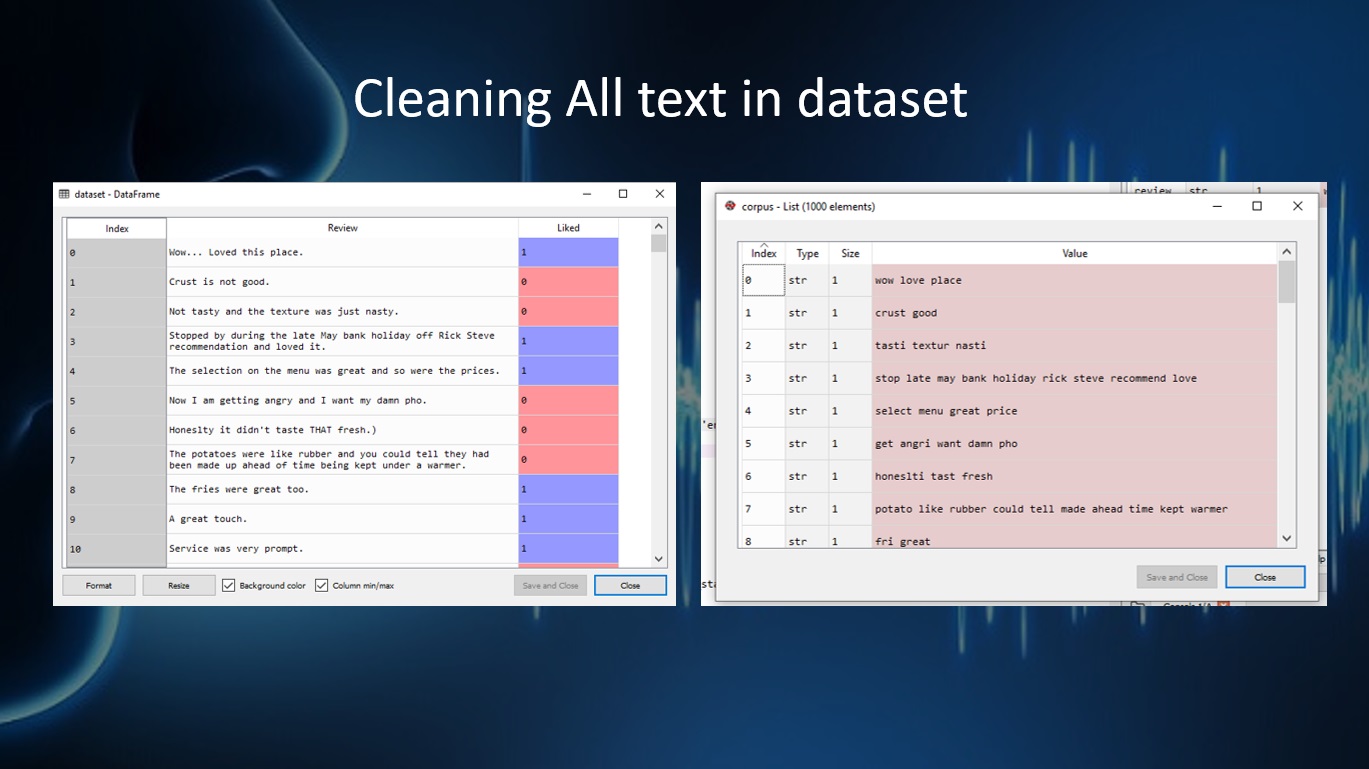 Cleaning All text in dataset
dataset - DataFrame
Index Review Liked
0 Wow... Loved this place. 1
1 Crust is not good. 0
2 Not tasty and the texture was just nasty. 0
3 Stopped by during the late May bank holiday off Rick Steve
recommendation and loved it. 1
4 The selection on the menu was great and so were the prices. 1
5 Now I am getting angry and I want my damn pho. 0
6 Honeslty it didn't taste THAT fresh.) 0
7 The potatoes were like rubber and you could tell they had
been made up ahead of time being kept under a warmer. 0
8 The fries were great too. 1
9 A great touch. 1
10 Service was very prompt. 1
Format Resize Background color Column min/max Save and Close Close
review str 1
corpus - List (1000 elements)
Index Type Size Value
0 str 1 wow love place
1 str 1 crust good
2 str 1 tasti textur nasti
3 str 1 stop late may bank holiday rick steve recommend love
4 str 1 select menu great price
5 str 1 get angri want damn pho
6 str 1 honeslti tast fresh
7 str 1 potato like rubber could tell made ahead time kept warmer
8 str 1 fri great
Save and Close Close